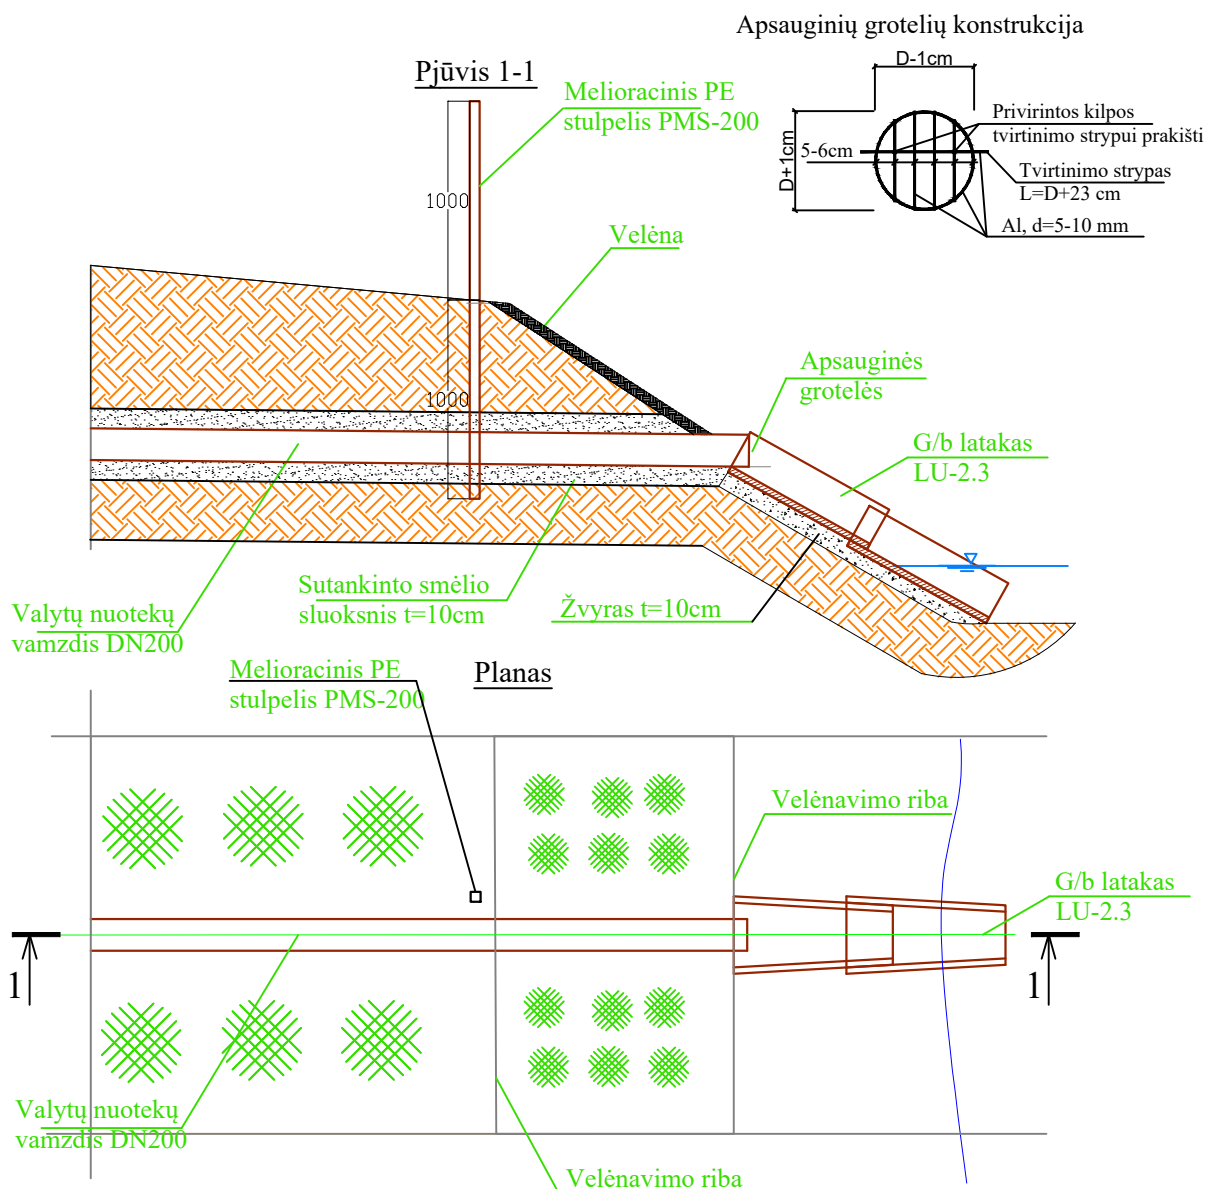 Apsauginių grotelių konstrukcija
D-1cm
Pjūvis 1-1
Melioracinis PE
stulpelis PMS-200
Privirintos kilpos
tvirtinimo strypui prakišti
5-6cm
D+1cm
Tvirtinimo strypas
L=D+23 cm
Al, d=5-10 mm
1000
Velėna
Apsauginės
grotelės
1000
G/b latakas
LU-2.3
Sutankinto smėlio
sluoksnis t=10cm
Žvyras t=10cm
Valytų nuotekų
vamzdis DN200
Melioracinis PE
stulpelis PMS-200
Planas
Velėnavimo riba
G/b latakas
LU-2.3
1
1
Valytų nuotekų
vamzdis DN200
Velėnavimo riba